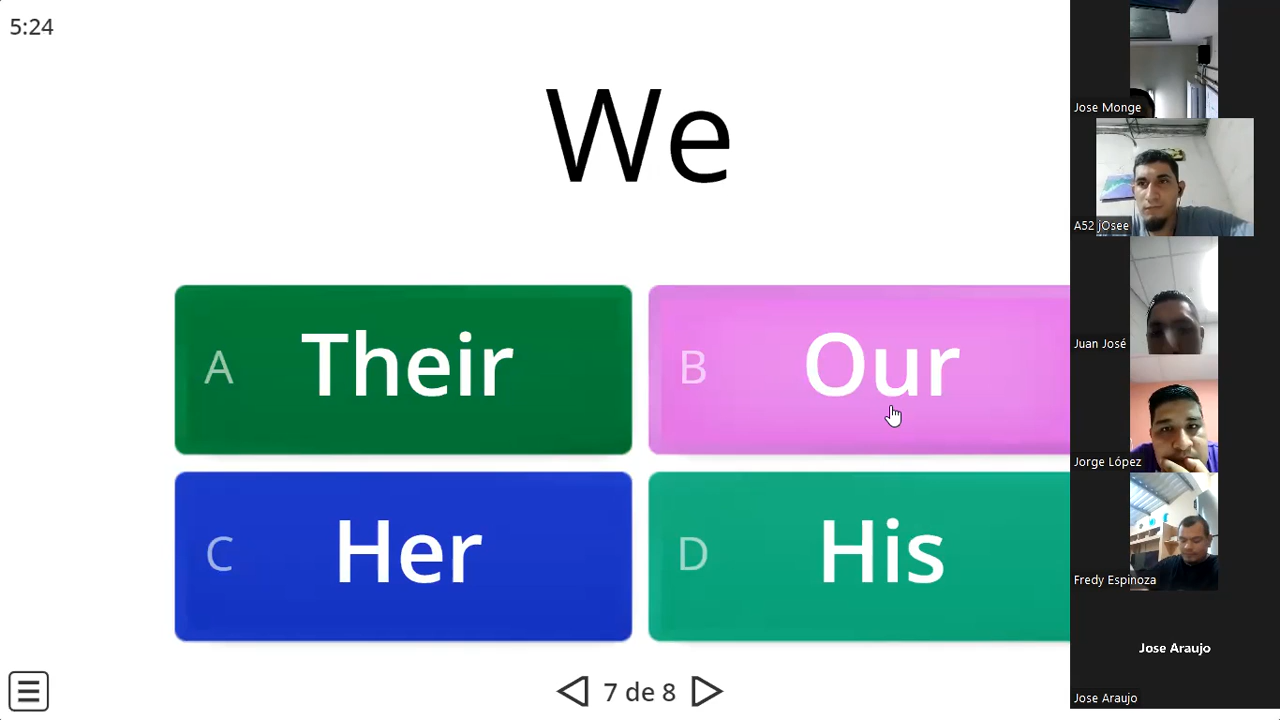 5:24
We
A Their
B Our
C Her
D His
7 de 8
Jose Monge
A52 jOsee
Juan José
Jorge López
Fredy Espinoza
Jose Araujo
Jose Araujo